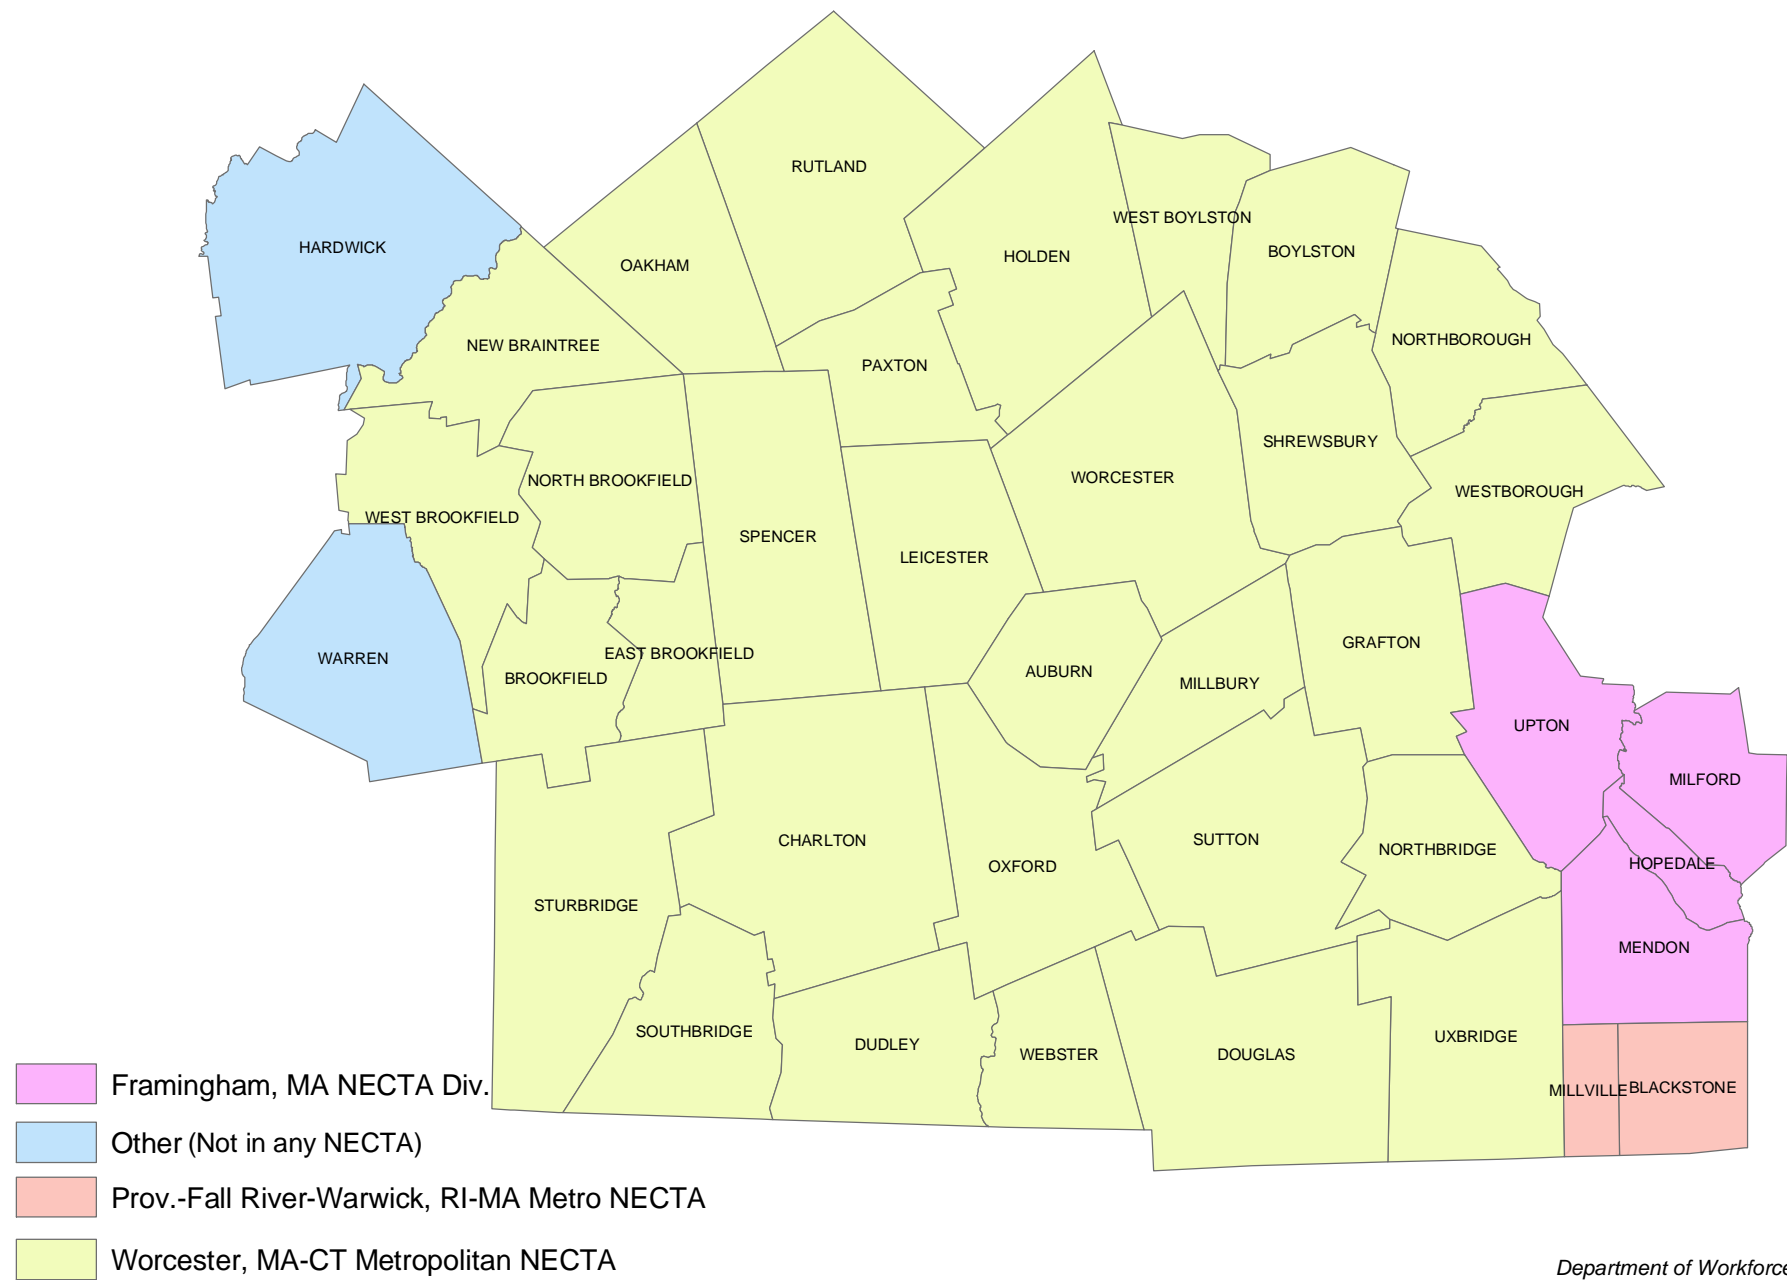 RUTLAND
WEST BOYLSTON
HARDWICK
BOYLSTON
HOLDEN
OAKHAM
NORTHBOROUGH
NEW BRAINTREE
PAXTON
SHREWSBURY
WORCESTER
NORTH BROOKFIELD
WESTBOROUGH
WEST BROOKFIELD
SPENCER
LEICESTER
GRAFTON
EAST BROOKFIELD
WARREN
AUBURN
BROOKFIELD
MILLBURY
UPTON
MILFORD
CHARLTON
SUTTON
NORTHBRIDGE
HOPEDALE
OXFORD
STURBRIDGE
MENDON
SOUTHBRIDGE
UXBRIDGE
DUDLEY
WEBSTER
DOUGLAS
MILLVILLE
BLACKSTONE
Framingham, MA NECTA Div.
Other (Not in any NECTA)
Prov.-Fall River-Warwick, RI-MA Metro NECTA
Worcester, MA-CT Metropolitan NECTA
Department of Workforce